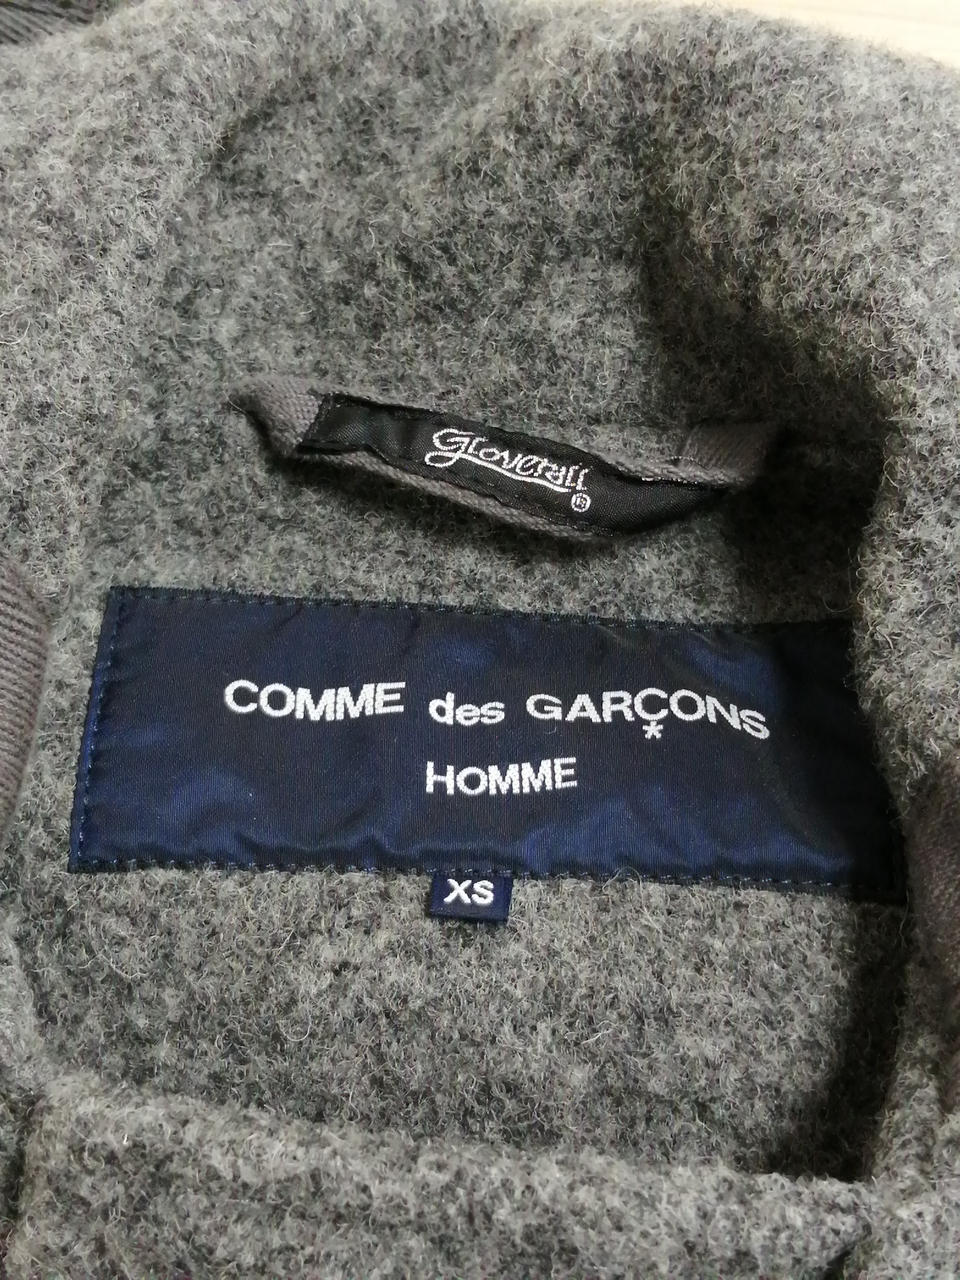 Gloverall
®
COMME des GARÇONS
*
HOMME
XS